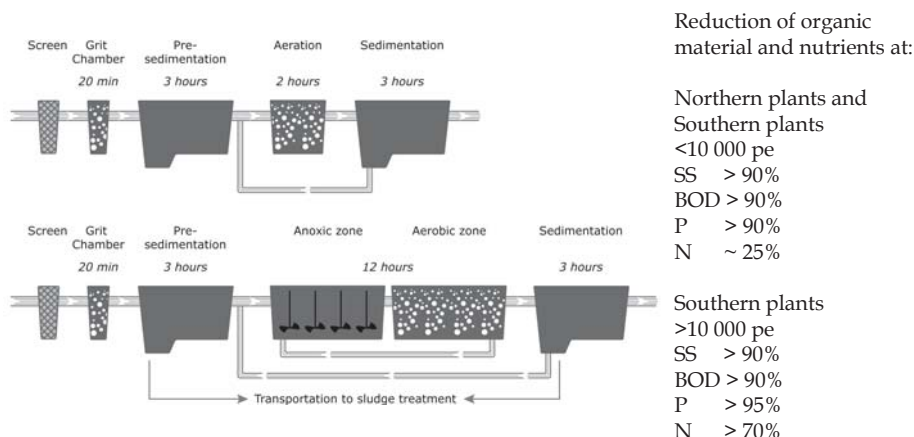 Screen Grit Pre- Aeration Sedimentation
Chamber sedimentation
20 min 3 hours 2 hours 3 hours
Screen Grit Pre- Anoxic zone Aerobic zone Sedimentation
Chamber sedimentation
20 min 3 hours 12 hours 3 hours
Transportation to sludge treatment
Reduction of organic
material and nutrients at:
Northern plants and
Southern plants
<10 000 pe
SS > 90%
BOD > 90%
P > 90%
N ~ 25%
Southern plants
>10 000 pe
SS > 90%
BOD > 90%
P > 95%
N > 70%